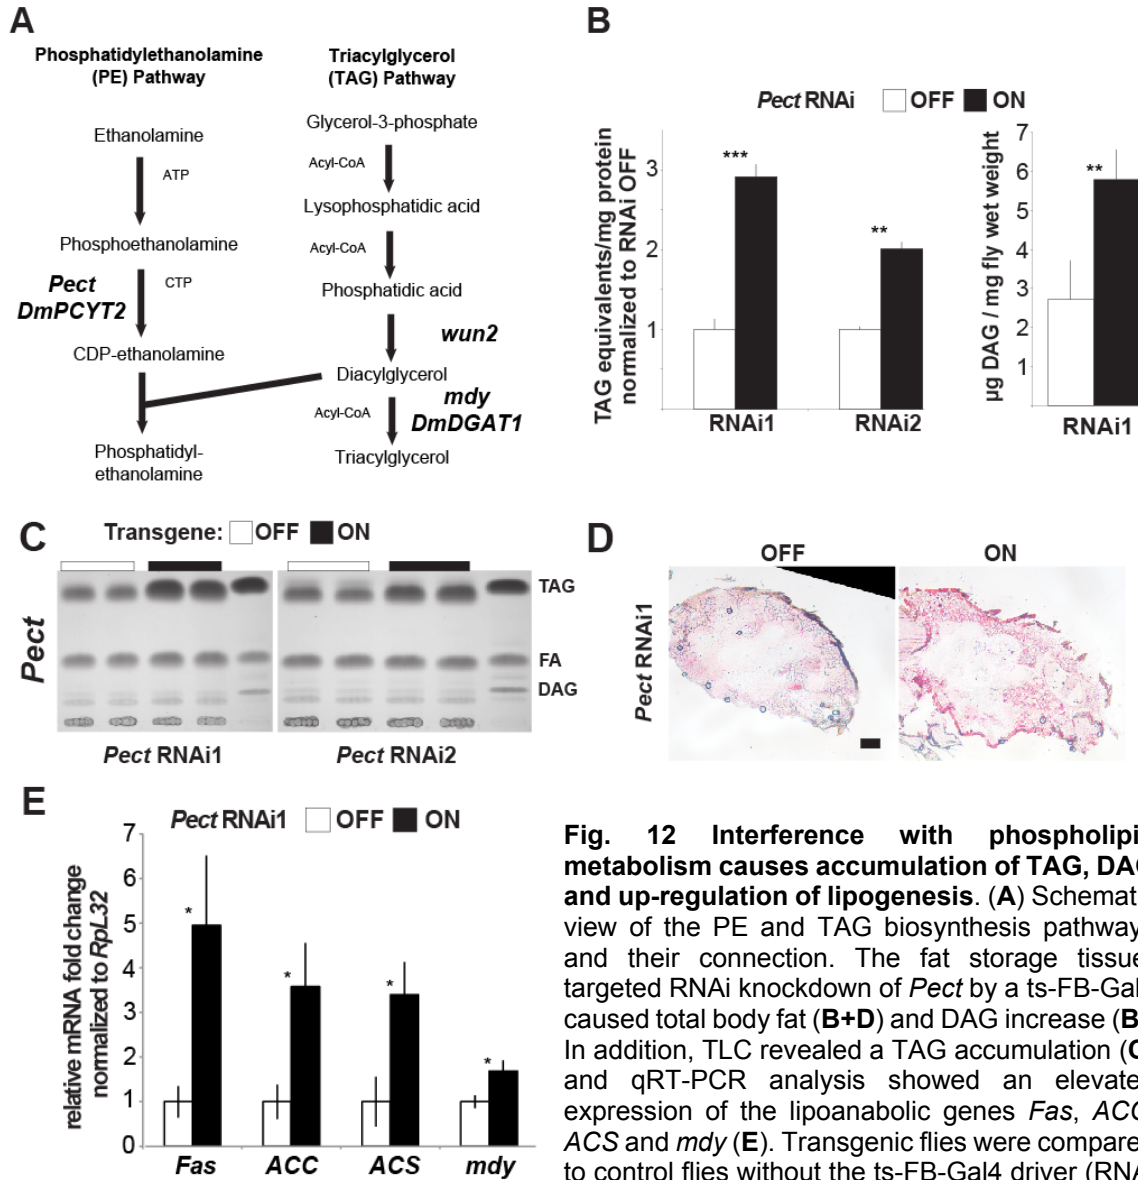 A
Phosphatidylethanolamine
(PE) Pathway
Triacylglycerol
(TAG) Pathway
Ethanolamine
ATP
Phosphoethanolamine
Pect
DmPCYT2
CTP
CDP-ethanolamine
Phosphatidyl-
ethanolamine
Glycerol-3-phosphate
Acyl-CoA
Lysophosphatidic acid
Acyl-CoA
Phosphatidic acid
wun2
Diacylglycerol
Acyl-CoA
mdy
DmDGAT1
Triacylglycerol
B
Pect RNAi OFF ON
TAG equivalents/mg protein
normalized to RNAi OFF
3
2
1
***
**
RNAi1
RNAi2
µg DAG / mg fly wet weight
7
6
5
4
3
2
1
**
RNAi1
C
Transgene: OFF ON
Pect
TAG
FA
DAG
Pect RNAi1
Pect RNAi2
D
OFF
ON
Pect RNAi1
E
Pect RNAi1 OFF ON
relative mRNA fold change
normalized to RpL32
7
6
5
4
3
2
1
0
*
*
*
*
Fas
ACC
ACS
mdy
Fig. 12 Interference with phospholipi
metabolism causes accumulation of TAG, DAG
and up-regulation of lipogenesis. (A) Schemat
view of the PE and TAG biosynthesis pathway
and their connection. The fat storage tissue
targeted RNAi knockdown of Pect by a ts-FB-Gal
caused total body fat (B+D) and DAG increase (B
In addition, TLC revealed a TAG accumulation (C
and qRT-PCR analysis showed an elevate
expression of the lipoanabolic genes Fas, ACC
ACS and mdy (E). Transgenic flies were compare
to control flies without the ts-FB-Gal4 driver (RNA